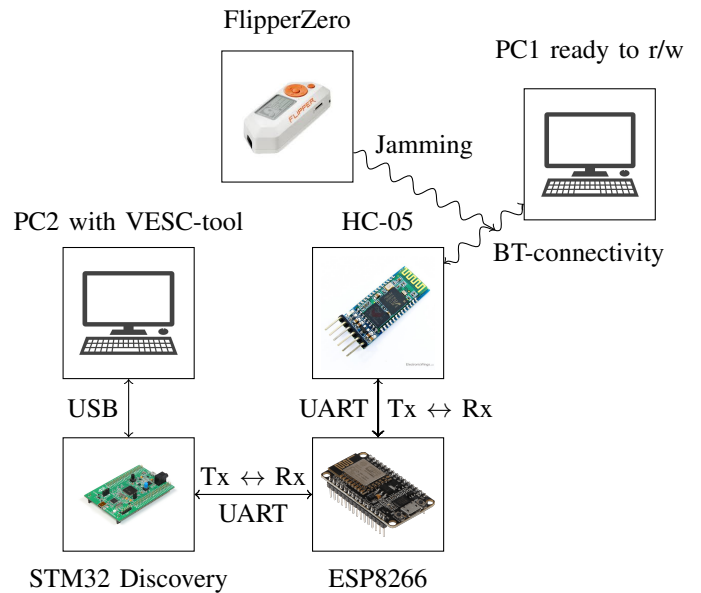 FlipperZero
PC1 ready to r/w
FLIPPER
Jamming
PC2 with VESC-tool
HC-05
BT-connectivity
USB
UART
Tx ↔ Rx
Tx ↔ Rx
UART
STM32 Discovery
ESP8266